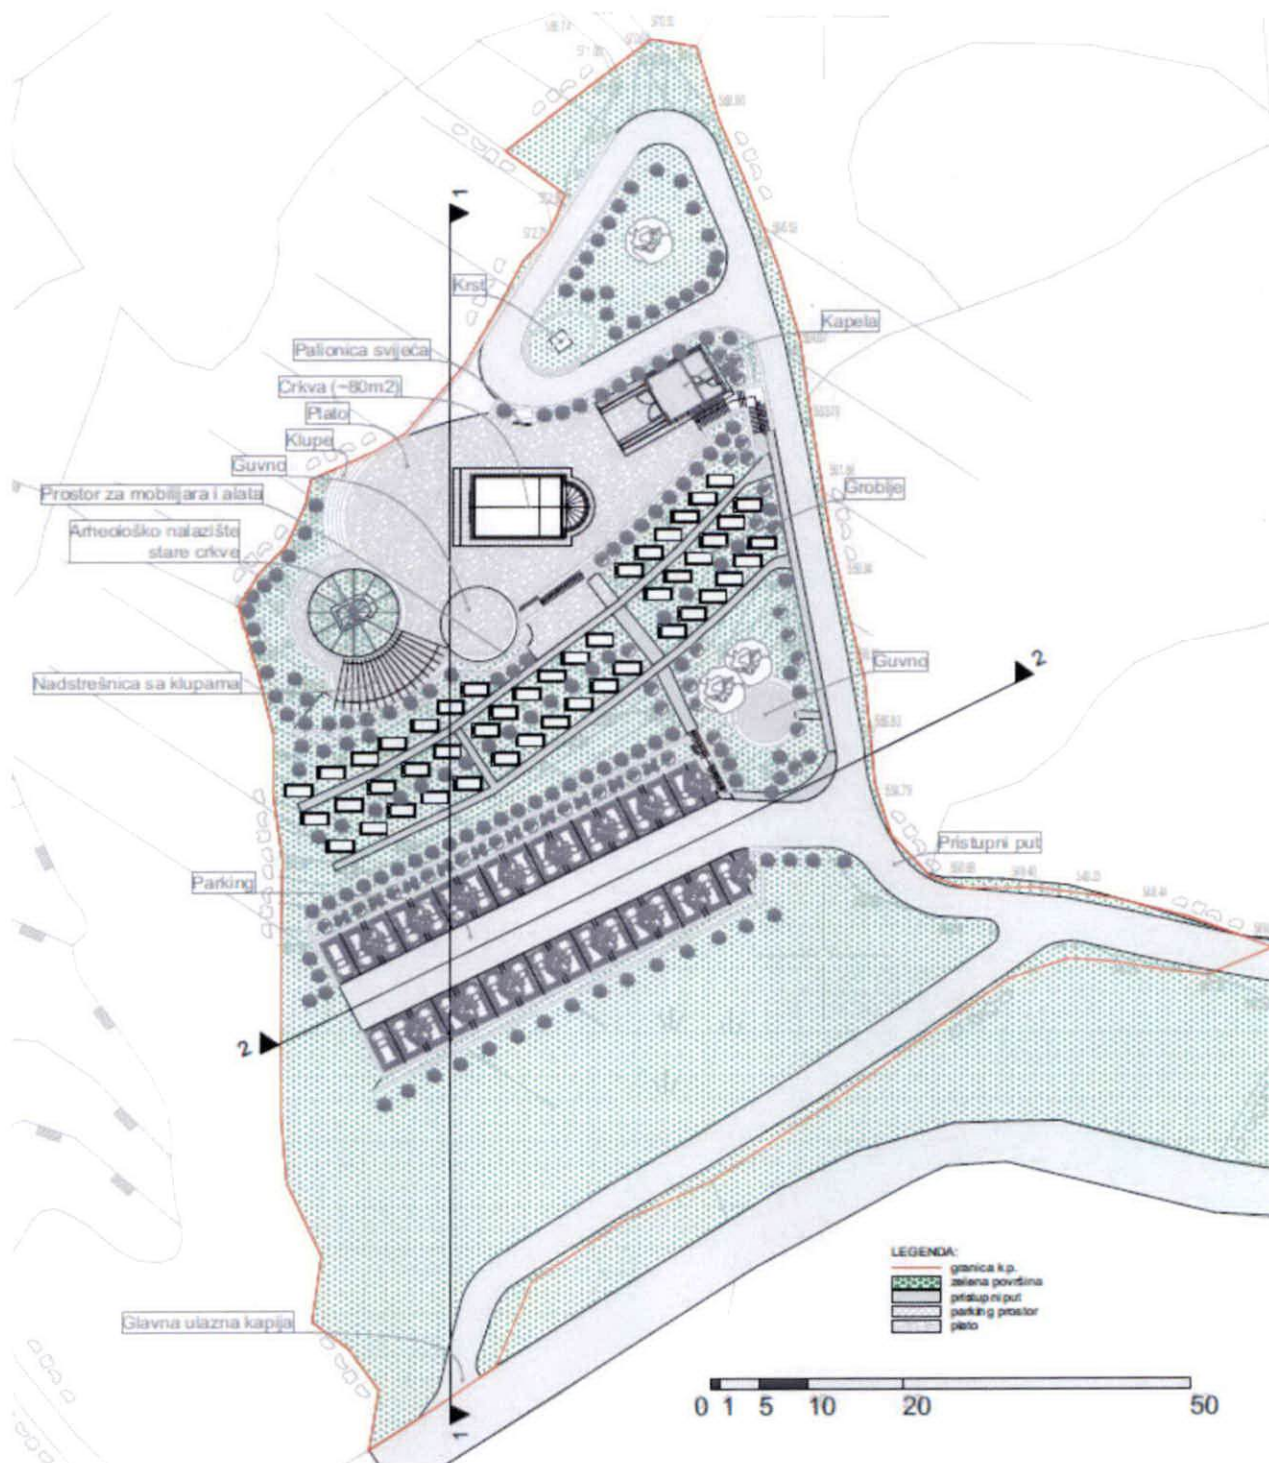 1
Krst
Kapela
Palionica svijeća
Crkva (~80m2)
Plato
Klupe
Guvno
Prostor za mobilijara i alata
Groblje
Arheološko nalazište
stare crkve
2
Guvno
Nadstrešnica sa klupama
Pristupni put
Parking
2
LEGENDA:
granica k.p.
zelena površina
pristupni put
parking prostor
plato
Glavna ulazna kapija
0 1 5 10 20 50
1